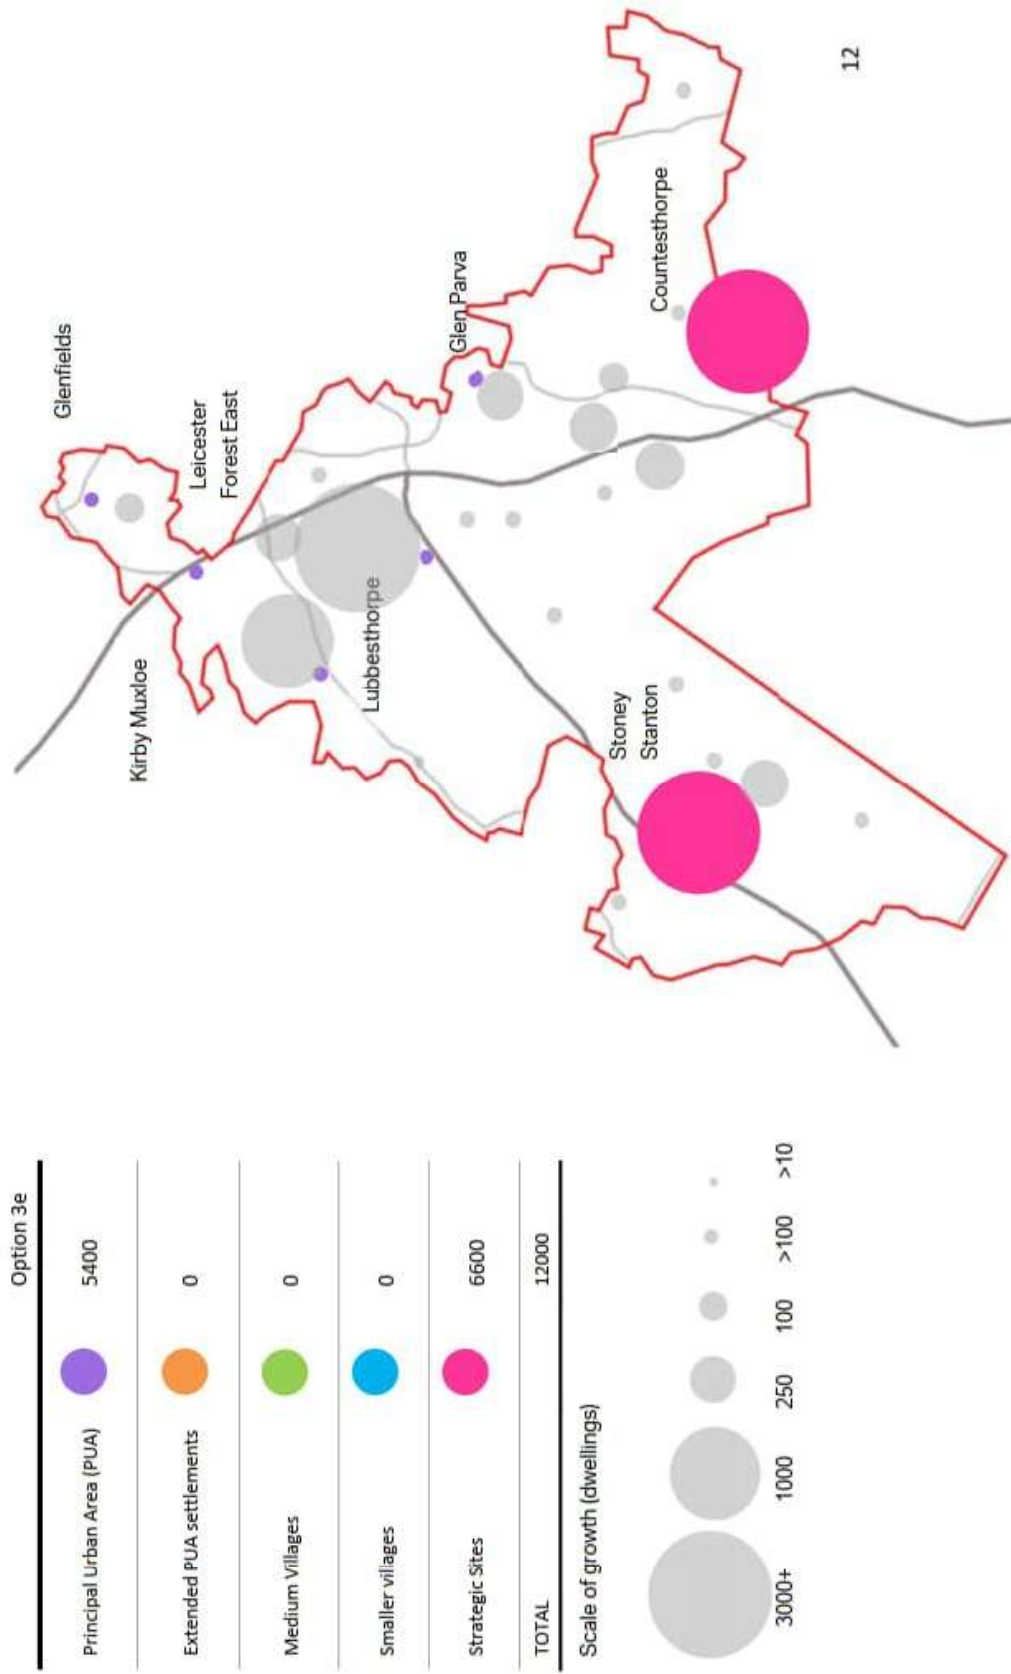 Option 3e
Principal Urban Area (PUA) 5400
Extended PUA settlements 0
Medium Villages 0
Smaller villages 0
Strategic Sites 6600
TOTAL 12000
Scale of growth (dwellings)
3000+ 1000 250 100 >100 >10
Glenfields
Kirby Muxloe
Leicester
Forest East
Lubbesthorpe
Glen Parva
Stoney
Stanton
Countesthorpe
12